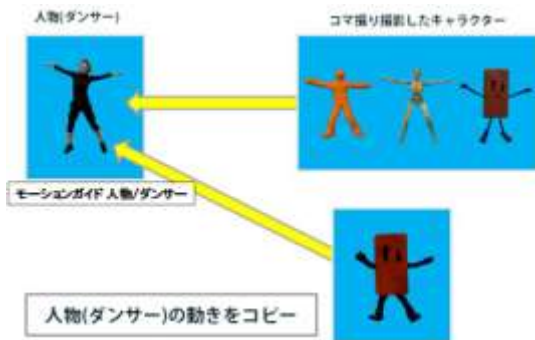 人物(ダンサー)
コマ撮り撮影したキャラクター
モーションガイド 人物/ダンサー
人物(ダンサー)の動きをコピー